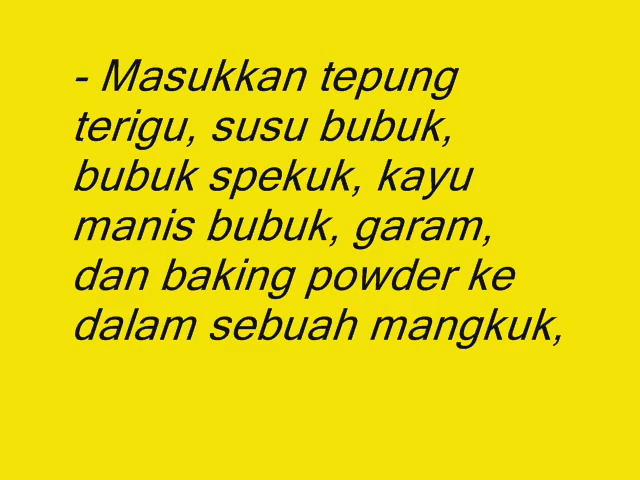 - Masukkan tepung
terigu, susu bubuk,
bubuk spekuk, kayu
manis bubuk, garam,
dan baking powder ke
dalam sebuah mangkuk,